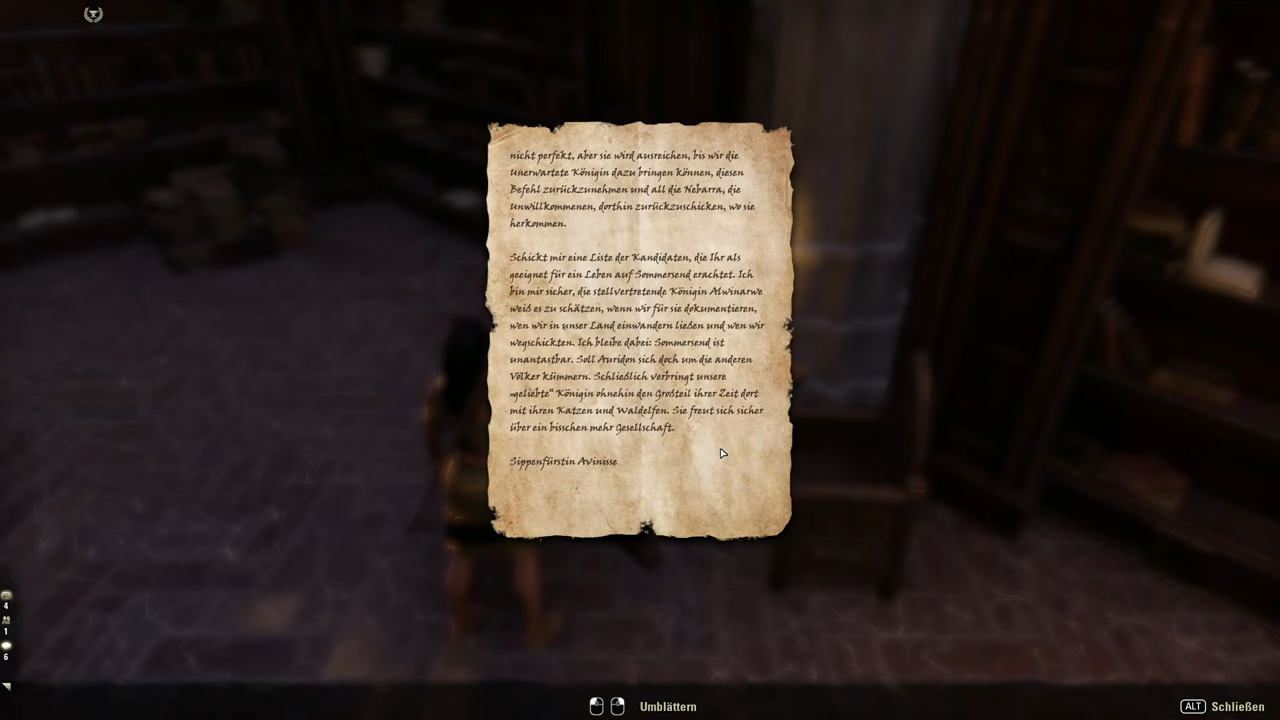 nicht perfekt, aber sie wird ausreichen, bis wir die
Unerwartete Königin dazu bringen können, diesen
Befehl zurückzunehmen und all die Nebarra, die
Unwillkommenen, dorthin zurückzuschicken, wo sie
herkommen.
Schickt mir eine Liste der Kandidaten, die Ihr als
geeignet für ein Leben auf Sommersend erachtet. Ich
bin mir sicher, die stellvertretende Königin Alwinarwe
weiß es zu schätzen, wenn wir für sie dokumentieren,
wen wir in unser Land einwandern ließen und wen wir
wegschickten. Ich bleibe dabei: Sommersend ist
unantastbar. Soll Auridon sich doch um die anderen
Völker kümmern. Schließlich verbringt unsere
„geliebte“ Königin ohnehin den Großteil ihrer Zeit dort
mit ihren Katzen und Waldelfen. Sie freut sich sicher
über ein bisschen mehr Gesellschaft.
Sippenfürstin Avinisse
4
1
6
Umblättern
ALT Schließen